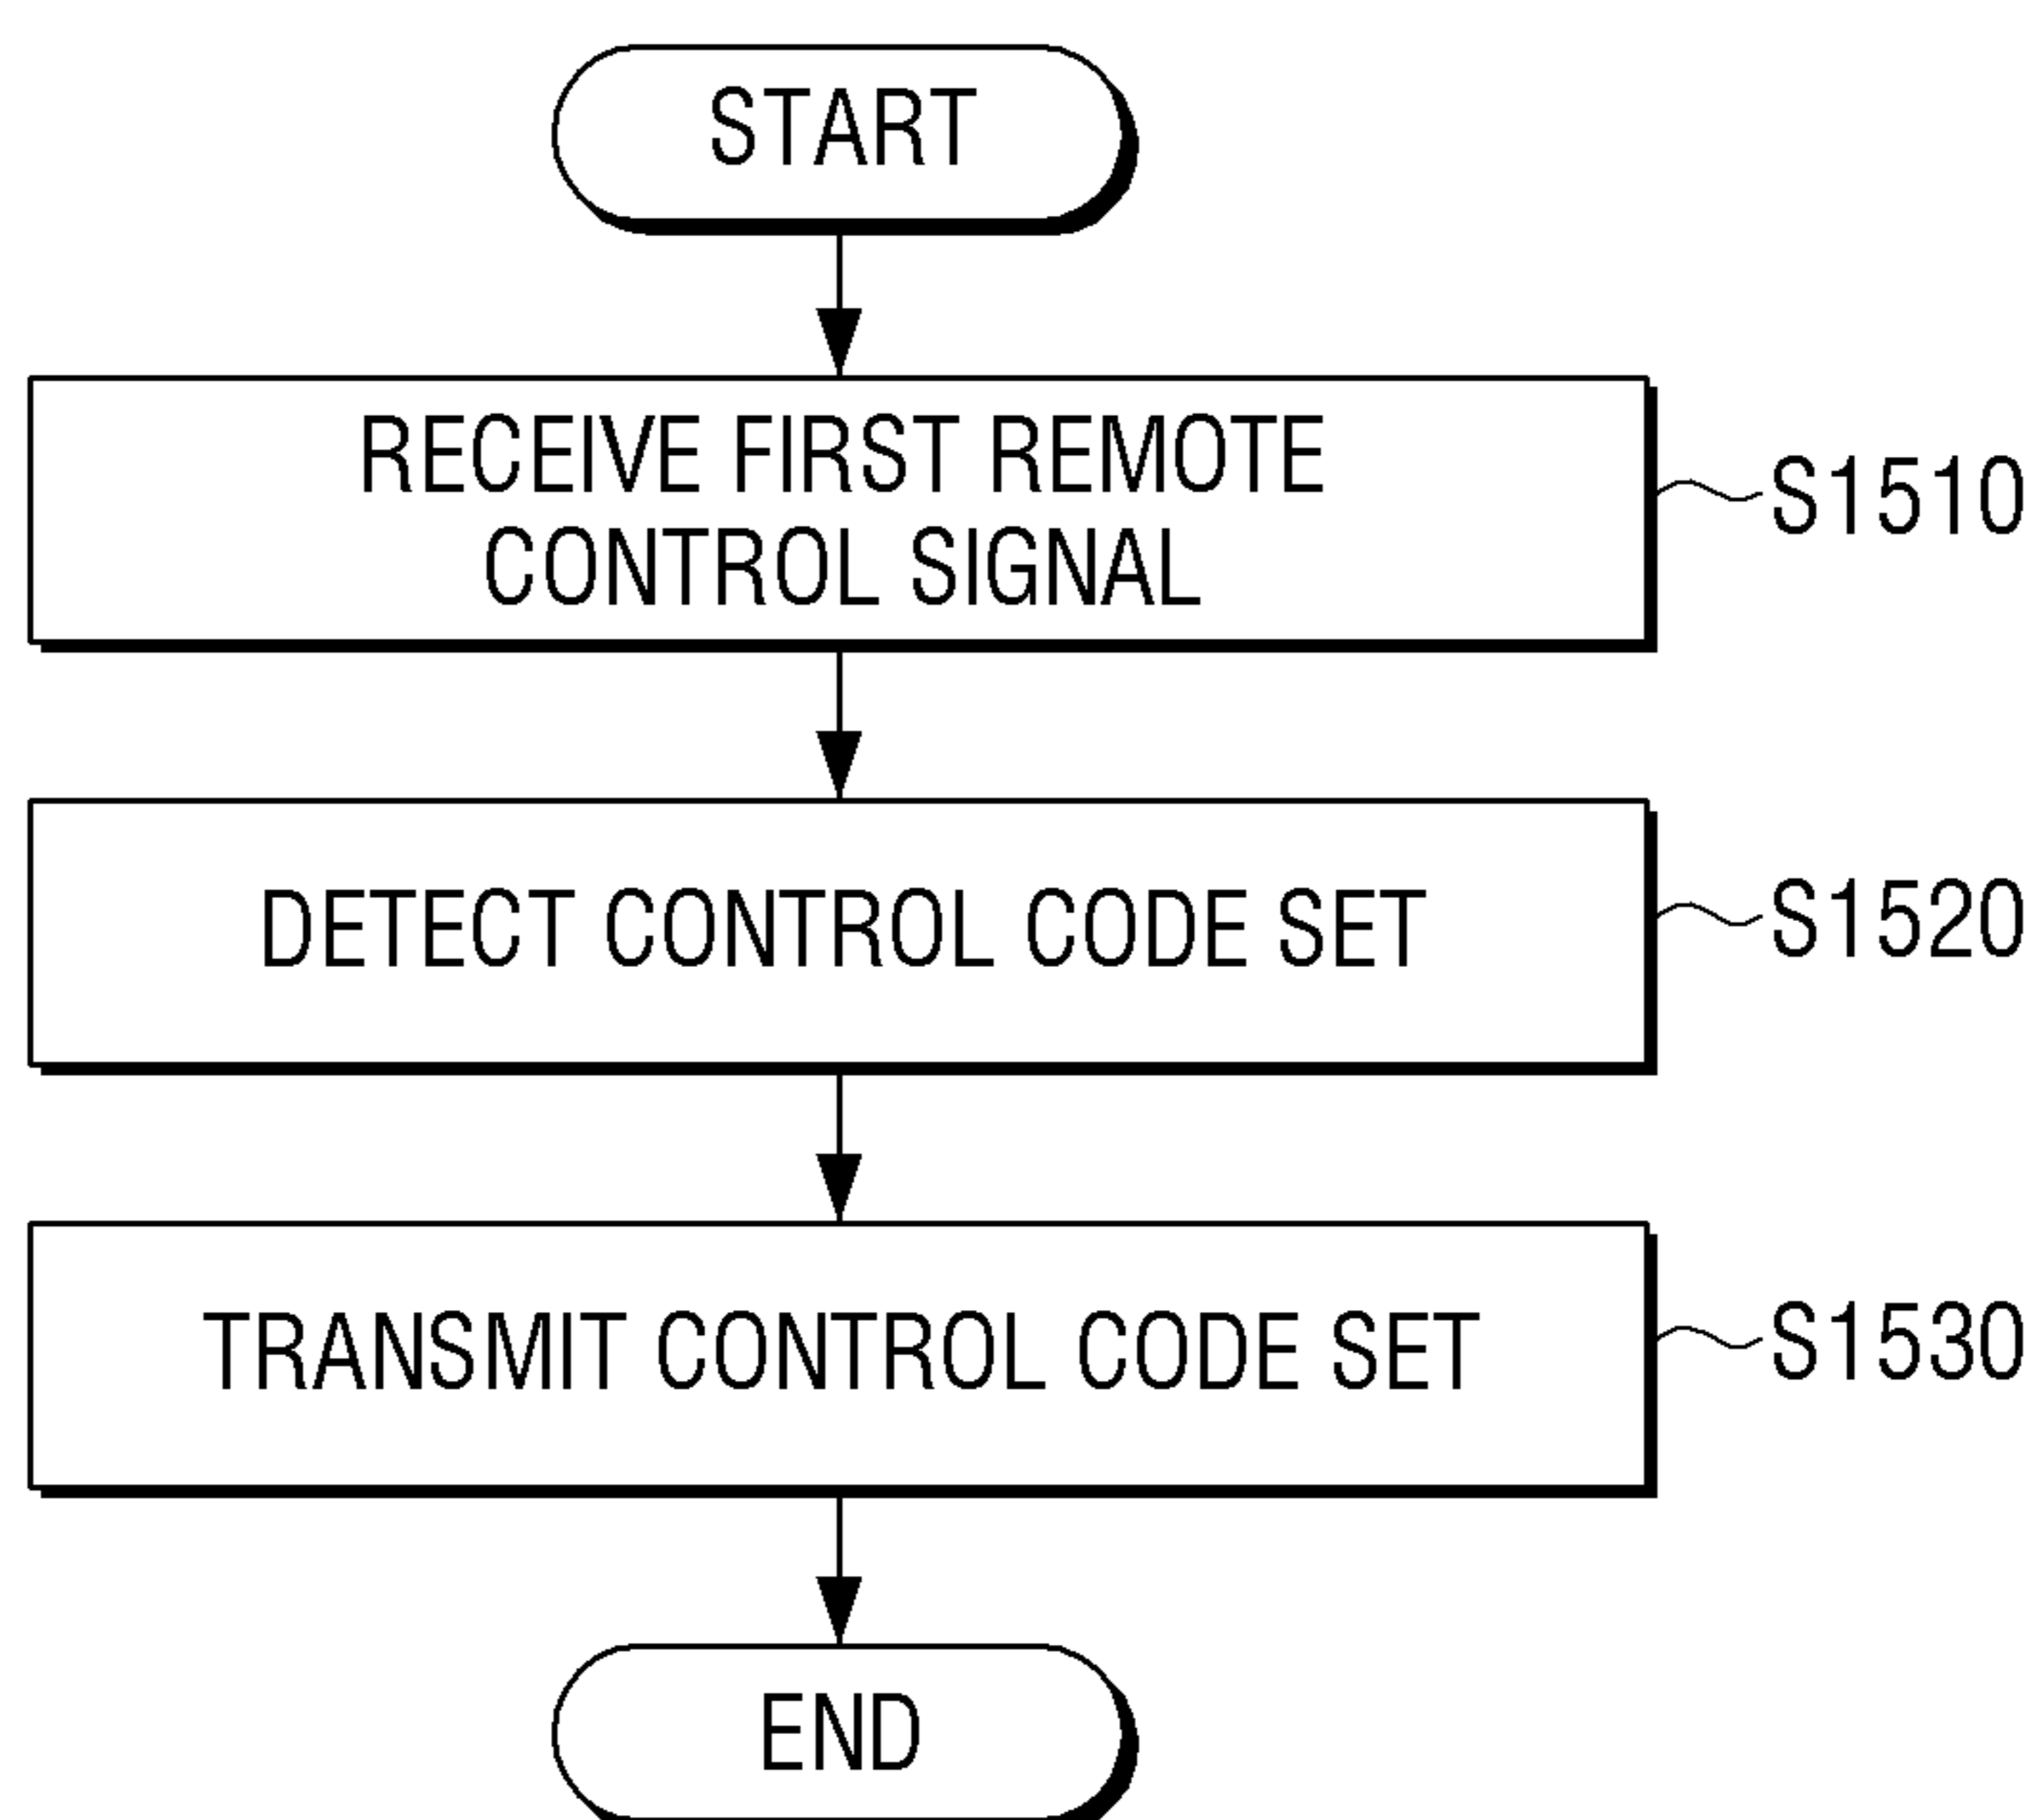 START
RECEIVE FIRST REMOTE
CONTROL SIGNAL
S1510
DETECT CONTROL CODE SET
S1520
TRANSMIT CONTROL CODE SET
S1530
END